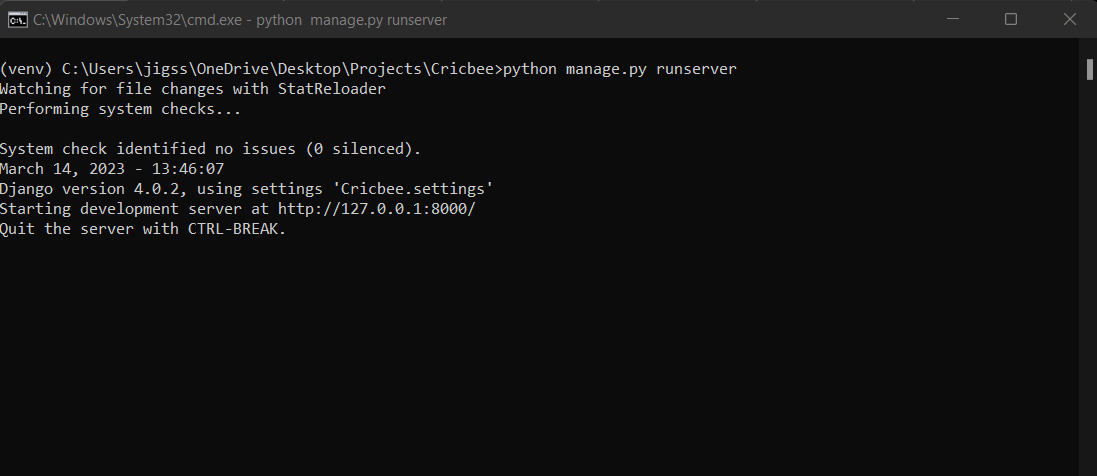 C:\Windows\System32\cmd.exe - python  manage.py runserver
(venv) C:\Users\jigss\OneDrive\Desktop\Projects\Cricbee>python manage.py runserver
Watching for file changes with StatReloader
Performing system checks...
System check identified no issues (0 silenced).
March 14, 2023 - 13:46:07
Django version 4.0.2, using settings 'Cricbee.settings'
Starting development server at http://127.0.0.1:8000/
Quit the server with CTRL-BREAK.